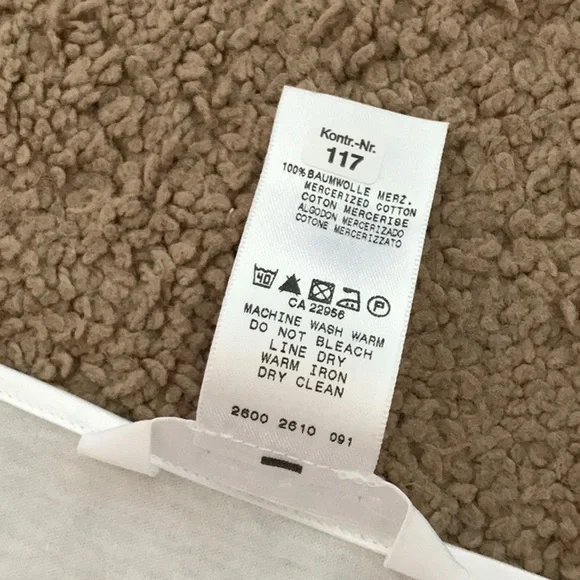 Kontr.-Nr.
117
100% BAUMWOLLE MERZ.
MERCERIZED COTTON
COTON MERCERISE
ALGODON MERCERIZADO
COTONE MERCERIZZATO
40 P
CA 22956
MACHINE WASH WARM
DO NOT BLEACH
LINE DRY
WARM IRON
DRY CLEAN
2600 2610 091